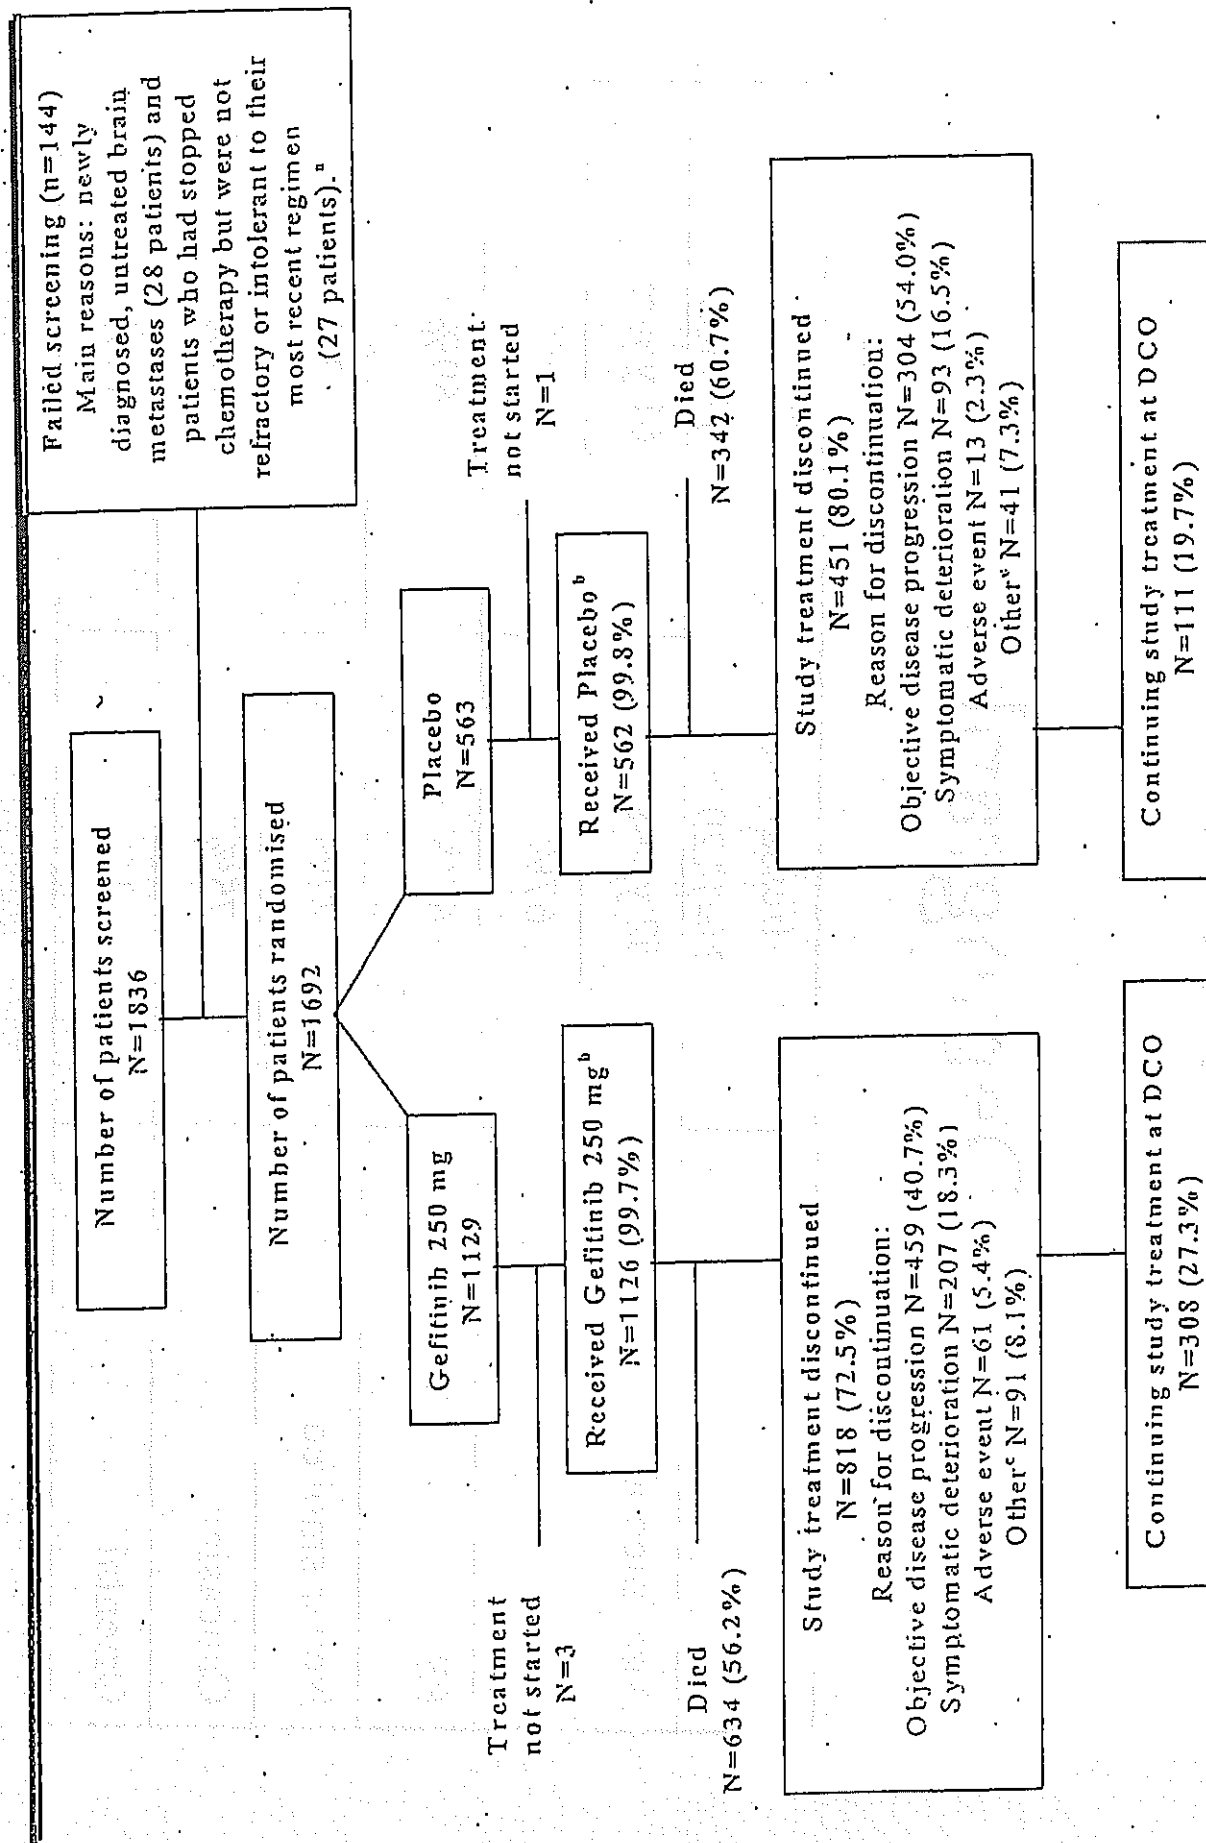 Number of patients screened
N=1836
Failed screening (n=144)
Main reasons: newly
diagnosed, untreated brain
metastases (28 patients) and
patients who had stopped
chemotherapy but were not
refractory or intolerant to their
most recent regimen
(27 patients).a
Number of patients randomised
N=1692
Gefitinib 250 mg
N=1129
Placebo
N=563
Treatment
not started
N=3
Treatment
not started
N=1
Received Gefitinib 250 mgb
N=1126 (99.7%)
Received Placebob
N=562 (99.8%)
Died
N=634 (56.2%)
Died
N=342 (60.7%)
Study treatment discontinued
N=818 (72.5%)
Reason for discontinuation:
Objective disease progression N=459 (40.7%)
Symptomatic deterioration N=207 (18.3%)
Adverse event N=61 (5.4%)
Otherc N=91 (8.1%)
Study treatment discontinued
N=451 (80.1%)
Reason for discontinuation:
Objective disease progression N=304 (54.0%)
Symptomatic deterioration N=93 (16.5%)
Adverse event N=13 (2.3%)
Otherc N=41 (7.3%)
Continuing study treatment at DCO
N=308 (27.3%)
Continuing study treatment at DCO
N=111 (19.7%)